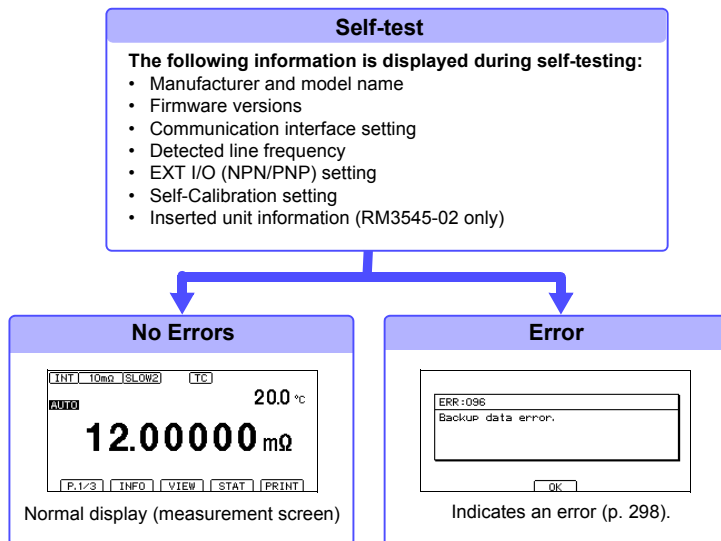 Self-test
The following information is displayed during self-testing:
• Manufacturer and model name
• Firmware versions
• Communication interface setting
• Detected line frequency
• EXT I/O (NPN/PNP) setting
• Self-Calibration setting
• Inserted unit information (RM3545-02 only)
No Errors
INT 10mΩ SLOW2 TC
AUTO 20.0 °C
12.00000 mΩ
P.1/3 INFO VIEW STAT PRINT
Normal display (measurement screen)
Error
ERR:096
Backup data error.
OK
Indicates an error (p. 298).